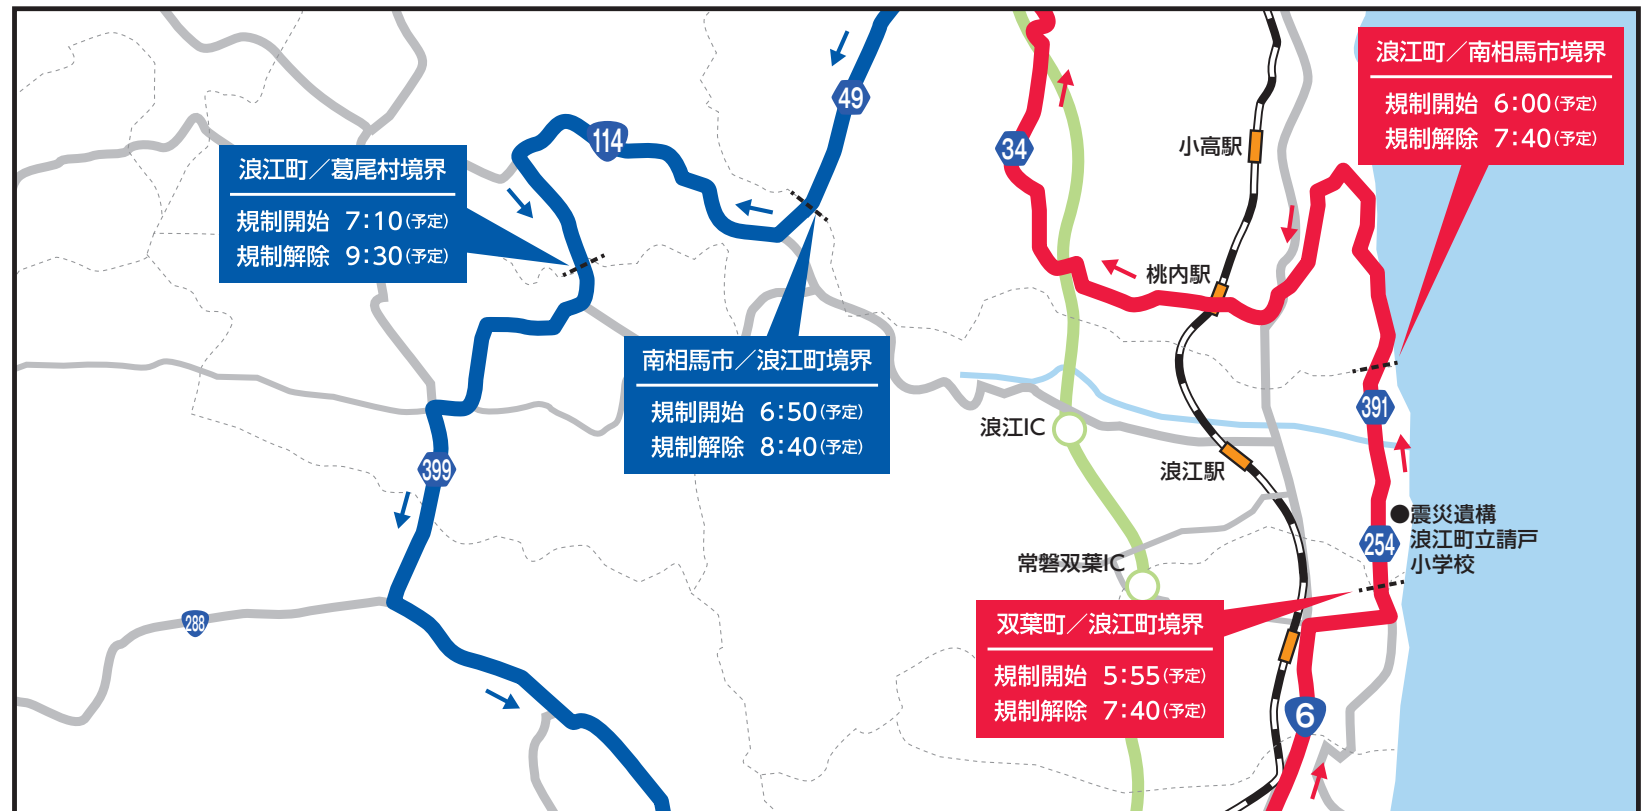 浪江町／南相馬市境界
規制開始 6:00(予定)
規制解除 7:40(予定)
49
114
34
小高駅
浪江町／葛尾村境界
規制開始 7:10(予定)
規制解除 9:30(予定)
桃内駅
南相馬市／浪江町境界
規制開始 6:50(予定)
規制解除 8:40(予定)
391
浪江IC
浪江駅
399
震災遺構
浪江町立請戸
小学校
254
常磐双葉IC
288
双葉町／浪江町境界
規制開始 5:55(予定)
規制解除 7:40(予定)
6